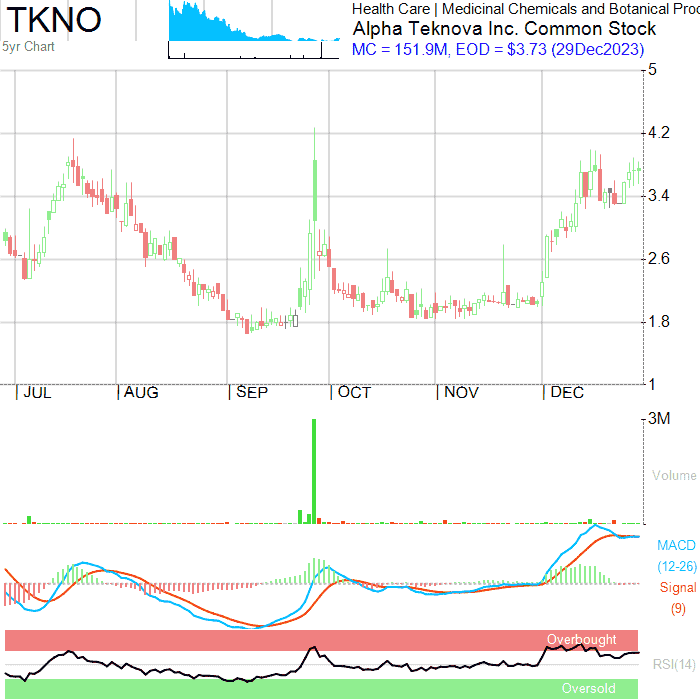 TKNO
5yr Chart
Health Care | Medicinal Chemicals and Botanical Proc
Alpha Teknova Inc. Common Stock
MC = 151.9M, EOD = $3.73 (29Dec2023)
5
4.2
3.4
2.6
1.8
1
JUL AUG SEP OCT NOV DEC
3M
Volume
MACD
(12-26)
Signal
(9)
Overbought
RSI(14)
Oversold